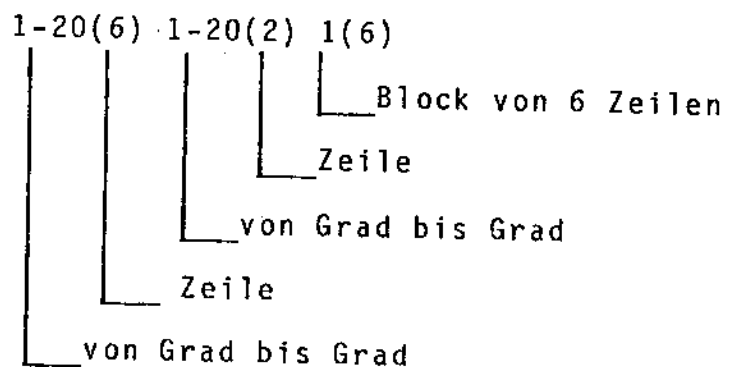 1-20(6) 1-20(2) 1(6)
Block von 6 Zeilen
Zeile
von Grad bis Grad
Zeile
von Grad bis Grad